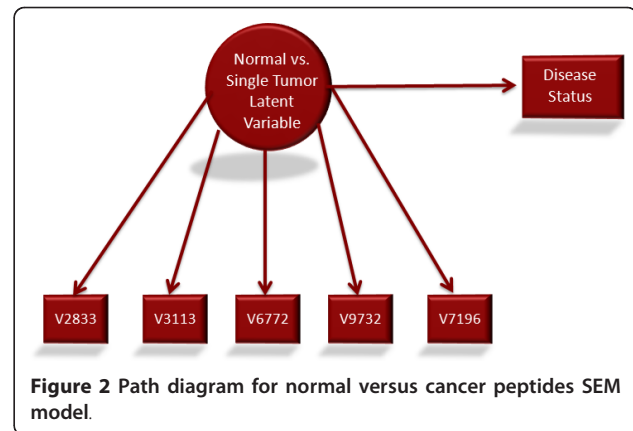 Normal vs.
Single Tumor
Latent
Variable
Disease
Status
V2833
V3113
V6772
V9732
V7196
Figure 2 Path diagram for normal versus cancer peptides SEM
model.